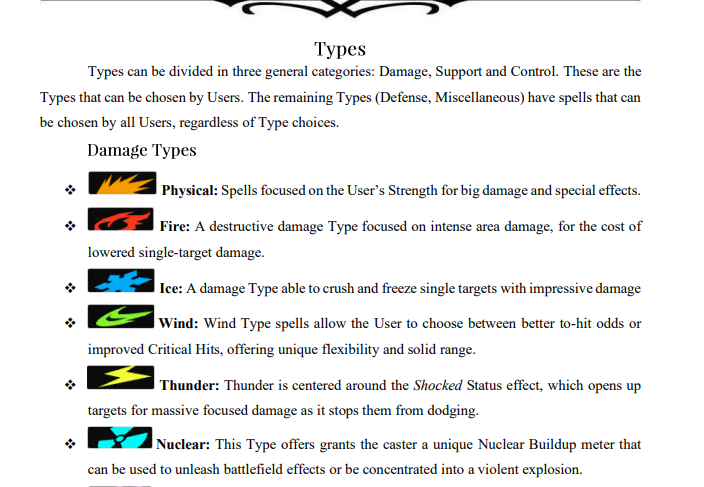 Types
Types can be divided in three general categories: Damage, Support and Control. These are the
Types that can be chosen by Users. The remaining Types (Defense, Miscellaneous) have spells that can
be chosen by all Users, regardless of Type choices.
Damage Types
❖ Physical: Spells focused on the User’s Strength for big damage and special effects.
❖ Fire: A destructive damage Type focused on intense area damage, for the cost of
lowered single-target damage.
❖ Ice: A damage Type able to crush and freeze single targets with impressive damage
❖ Wind: Wind Type spells allow the User to choose between better to-hit odds or
improved Critical Hits, offering unique flexibility and solid range.
❖ Thunder: Thunder is centered around the Shocked Status effect, which opens up
targets for massive focused damage as it stops them from dodging.
❖ Nuclear: This Type offers grants the caster a unique Nuclear Buildup meter that
can be used to unleash battlefield effects or be concentrated into a violent explosion.